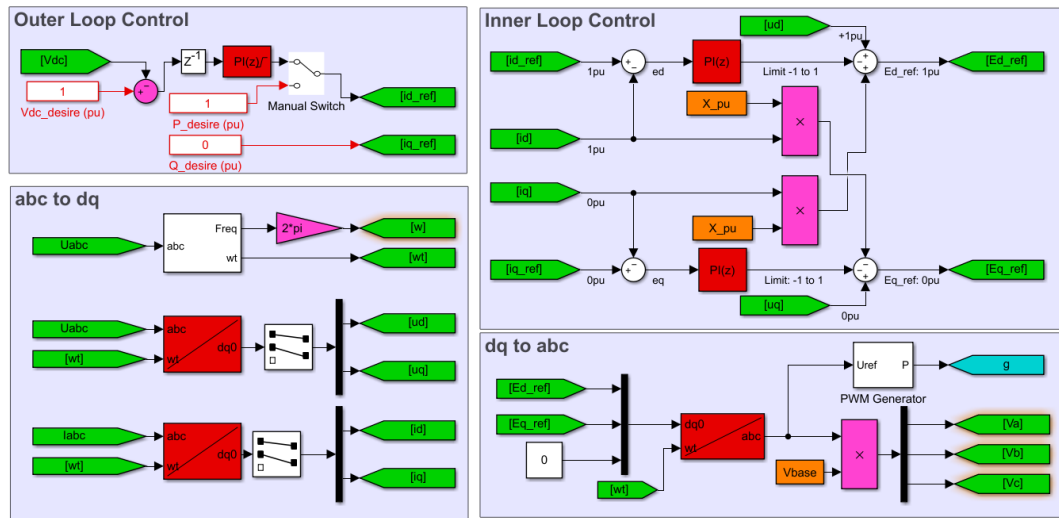 Outer Loop Control
[Vdc]
1
Vdc_desire (pu)
+
−
Z-1
PI(z)
Manual Switch
1
P_desire (pu)
0
Q_desire (pu)
[id_ref]
[iq_ref]
abc to dq
Uabc
abc
Freq
wt
2*pi
[w]
[wt]
Uabc
[wt]
abc
wt
dq0
[ud]
[uq]
Iabc
[wt]
abc
wt
dq0
[id]
[iq]
Inner Loop Control
[ud]
+1pu
[id_ref]
1pu
+
−
ed
PI(z)
Limit -1 to 1
Ed_ref: 1pu
[Ed_ref]
X_pu
×
[id]
1pu
[iq]
0pu
X_pu
×
[iq_ref]
0pu
+
−
eq
PI(z)
Limit: -1 to 1
Eq_ref: 0pu
[Eq_ref]
[uq]
0pu
dq to abc
[Ed_ref]
[Eq_ref]
0
[wt]
dq0
wt
abc
Uref
P
PWM Generator
g
Vbase
×
[Va]
[Vb]
[Vc]